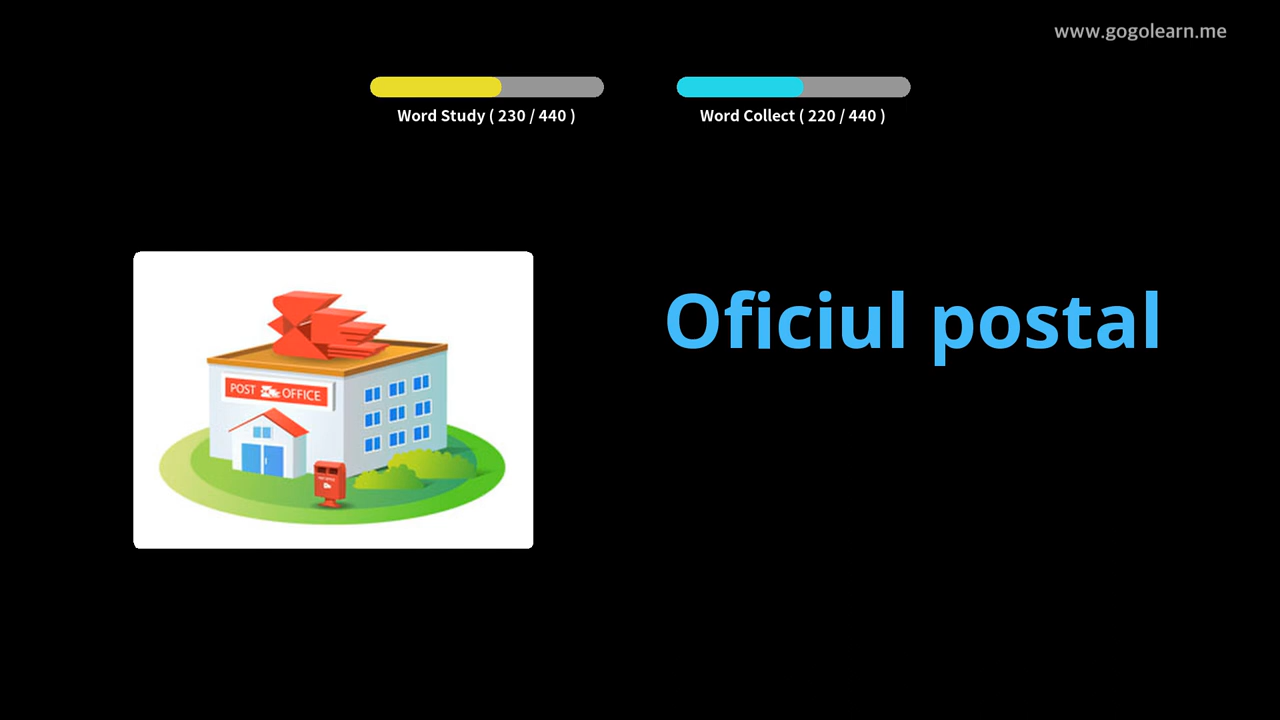 www.gogolearn.me
Word Study ( 230 / 440 )
Word Collect ( 220 / 440 )
Oficiul postal
POST OFFICE